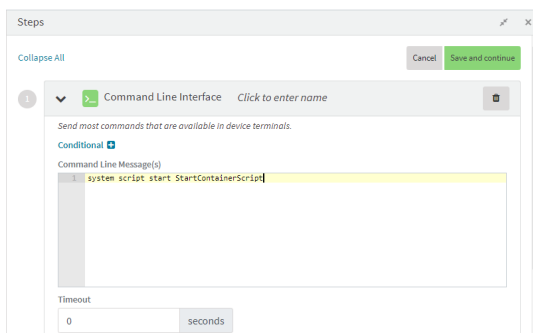 Steps
Collapse All
Cancel
Save and continue
1
Command Line Interface Click to enter name
Send most commands that are available in device terminals.
Conditional
Command Line Message(s)
1 system script start StartContainerScript
Timeout
0 seconds